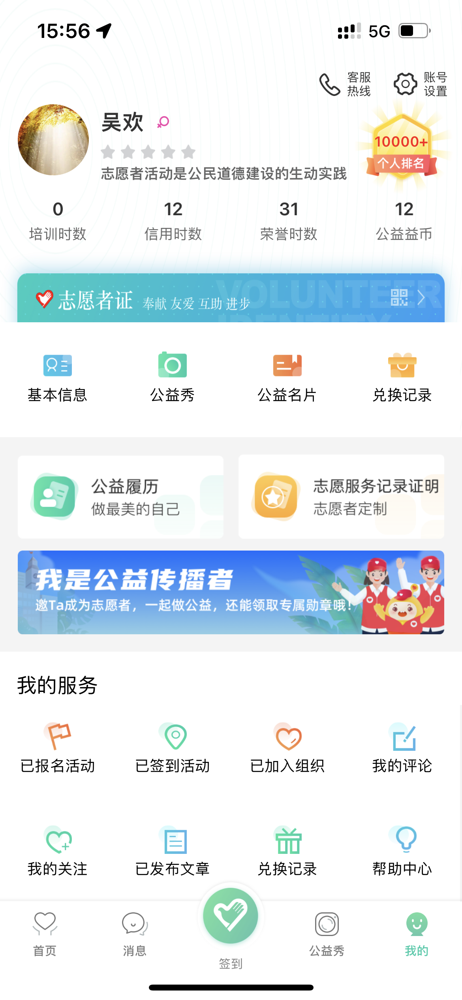 15:56
5G
客服
热线
账号
设置
吴欢
10000+
个人排名
志愿者活动是公民道德建设的生动实践
0
12
31
12
培训时数
信用时数
荣誉时数
公益益币
志愿者证 奉献 友爱 互助 进步
VOLUNTEER
IDENTITY
基本信息
公益秀
公益名片
兑换记录
公益履历
做最美的自己
志愿服务记录证明
志愿者定制
我是公益传播者
邀Ta成为志愿者，一起做公益，还能领取专属勋章哦！
我的服务
已报名活动
已签到活动
已加入组织
我的评论
我的关注
已发布文章
兑换记录
帮助中心
首页
消息
签到
公益秀
我的